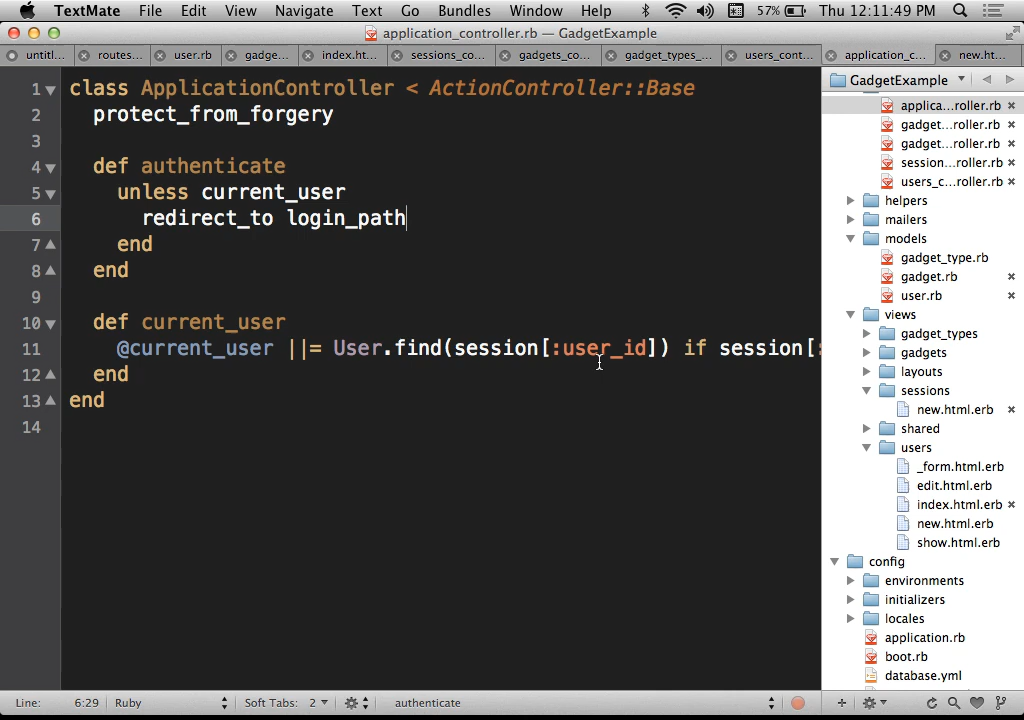 TextMate File Edit View Navigate Text Go Bundles Window Help 57% Thu 12:11:49 PM
application_controller.rb — GadgetExample
untitl... routes... user.rb gadge... index.ht... sessions_co... gadgets_co... gadget_types_... users_cont... application_c... new.ht...
1 class ApplicationController < ActionController::Base
2 protect_from_forgery
3
4 def authenticate
5 unless current_user
6 redirect_to login_path
7 end
8 end
9
10 def current_user
11 @current_user ||= User.find(session[:user_id]) if session[:
12 end
13 end
14
GadgetExample
applica...roller.rb
gadget...roller.rb
gadget...roller.rb
session...roller.rb
users_c...roller.rb
helpers
mailers
models
gadget_type.rb
gadget.rb
user.rb
views
gadget_types
gadgets
layouts
sessions
new.html.erb
shared
users
_form.html.erb
edit.html.erb
index.html.erb
new.html.erb
show.html.erb
config
environments
initializers
locales
application.rb
boot.rb
database.yml
Line: 6:29 Ruby Soft Tabs: 2 authenticate